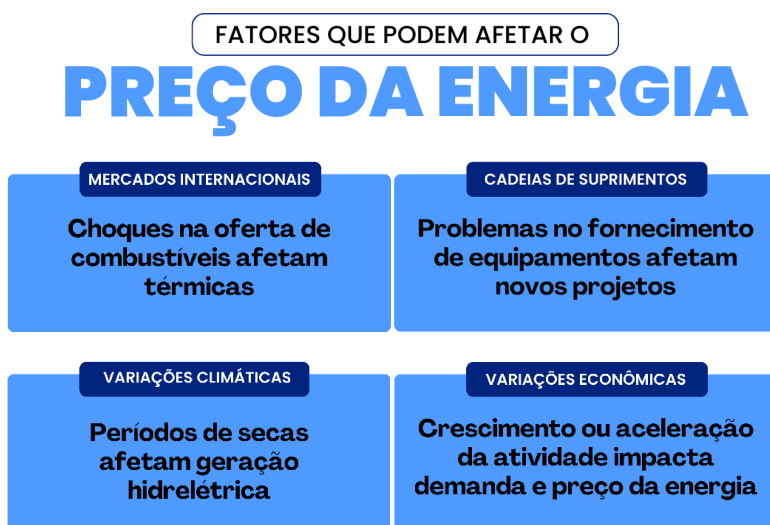 FATORES QUE PODEM AFETAR O
PREÇO DA ENERGIA
MERCADOS INTERNACIONAIS
Choques na oferta de
combustíveis afetam
térmicas
CADEIAS DE SUPRIMENTOS
Problemas no fornecimento
de equipamentos afetam
novos projetos
VARIAÇÕES CLIMÁTICAS
Períodos de secas
afetam geração
hidrelétrica
VARIAÇÕES ECONÔMICAS
Crescimento ou aceleração
da atividade impacta
demanda e preço da energia